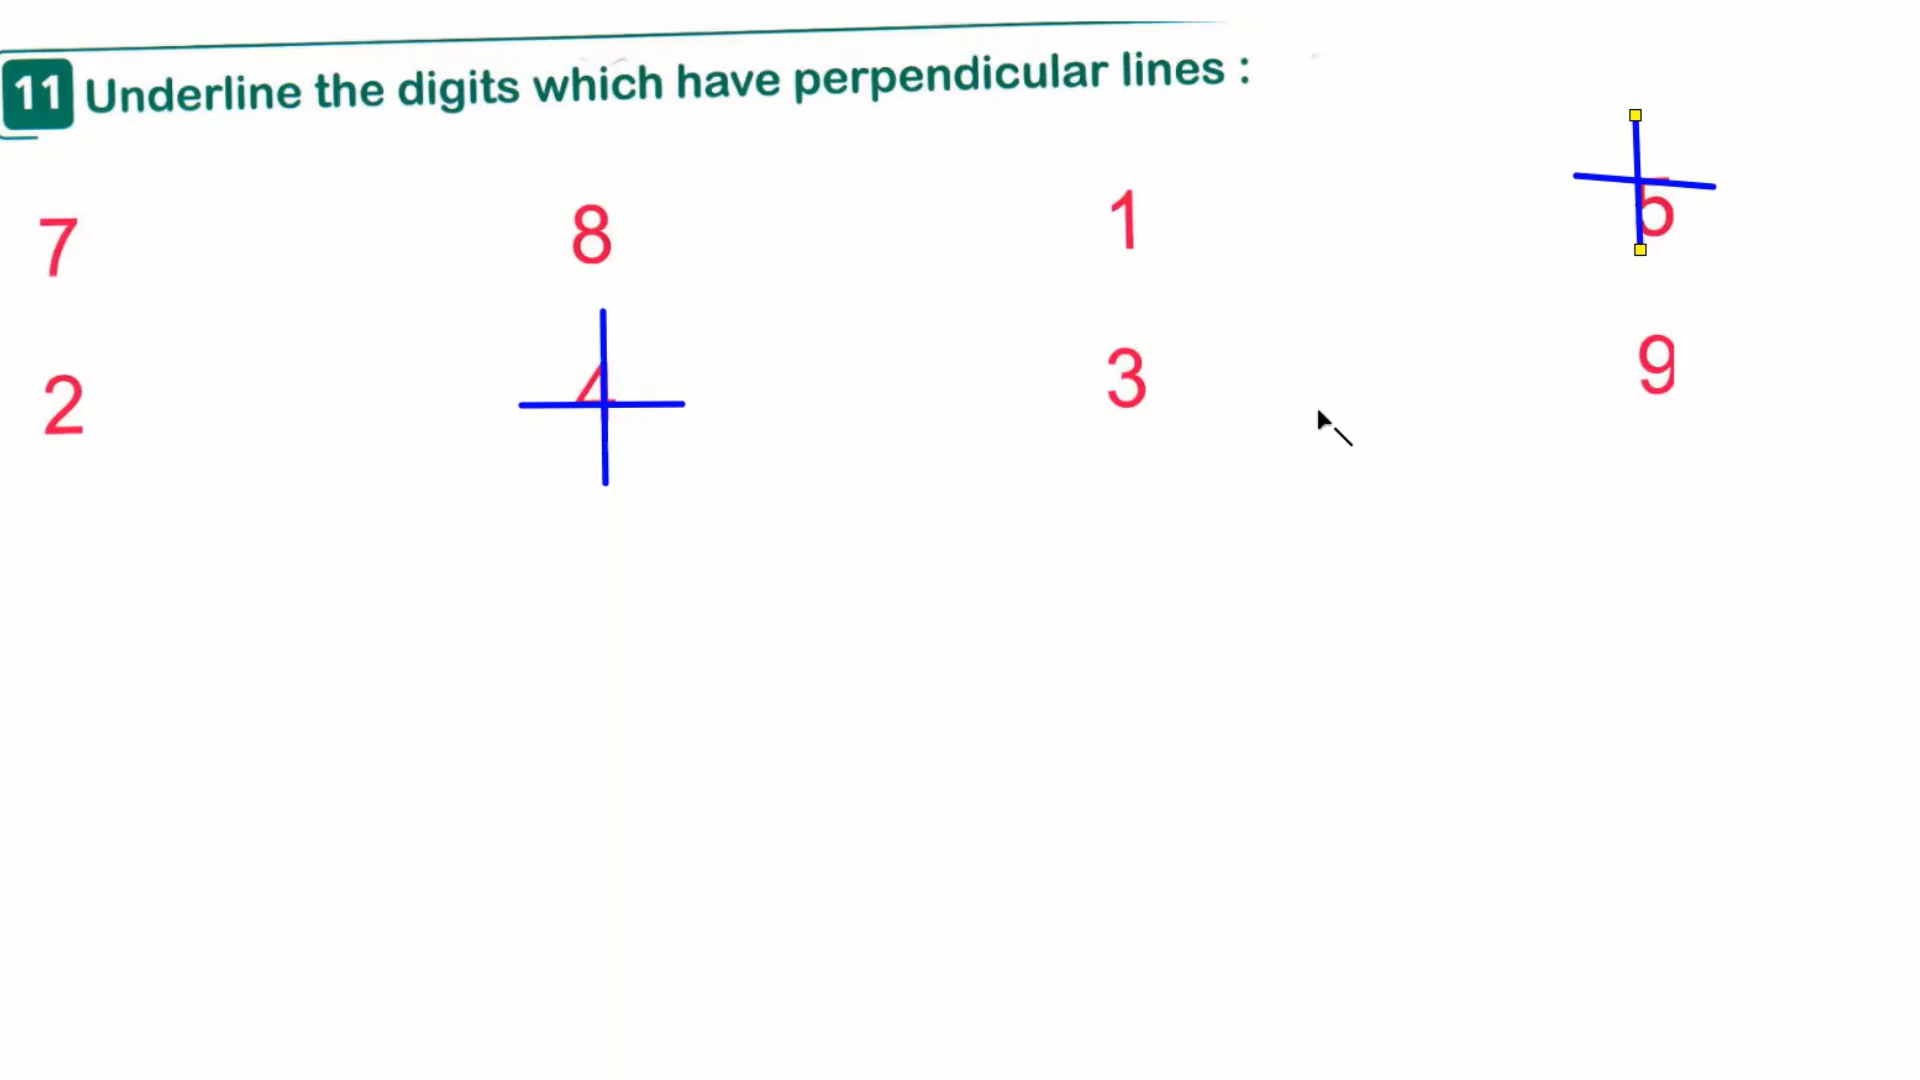 11 Underline the digits which have perpendicular lines :
7 8 1 5
2 4 3 9